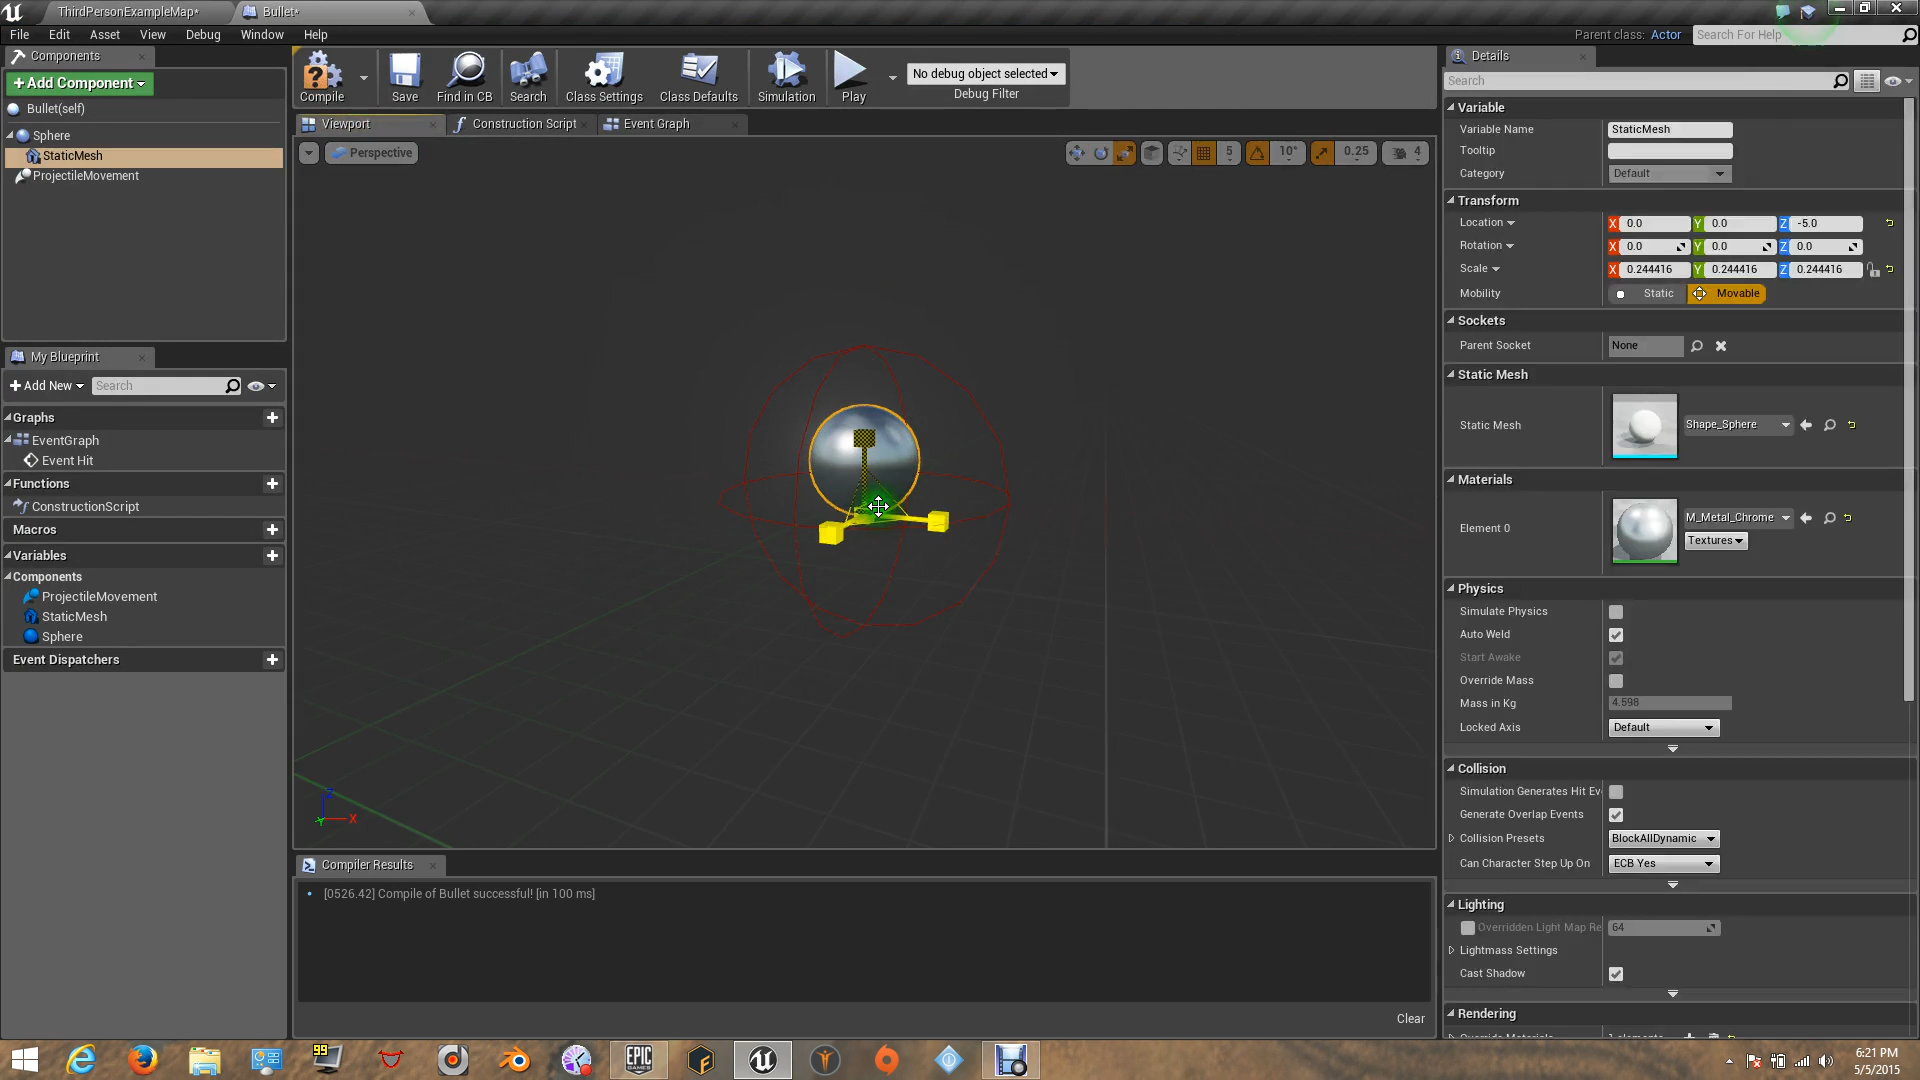 ThirdPersonExampleMap*
Bullet*
File Edit Asset View Debug Window Help
Parent class: Actor
Search For Help
Components
+Add Component
Bullet(self)
Sphere
StaticMesh
ProjectileMovement
Compile
Save
Find in CB
Search
Class Settings
Class Defaults
Simulation
Play
No debug object selected
Debug Filter
Viewport
Construction Script
Event Graph
Perspective
5
10°
0.25
4
My Blueprint
Add New
Search
Graphs
EventGraph
Event Hit
Functions
ConstructionScript
Macros
Variables
Components
ProjectileMovement
StaticMesh
Sphere
Event Dispatchers
Z
X
Y
Compiler Results
• [0526.42] Compile of Bullet successful! [in 100 ms]
Clear
Details
Search
Variable
Variable Name StaticMesh
Tooltip
Category Default
Transform
Location X 0.0 Y 0.0 Z -5.0
Rotation X 0.0 Y 0.0 Z 0.0
Scale X 0.244416 Y 0.244416 Z 0.244416
Mobility Static Movable
Sockets
Parent Socket None
Static Mesh
Static Mesh Shape_Sphere
Materials
Element 0 M_Metal_Chrome
Textures
Physics
Simulate Physics
Auto Weld
Start Awake
Override Mass
Mass in Kg 4.598
Locked Axis Default
Collision
Simulation Generates Hit Ev
Generate Overlap Events
Collision Presets BlockAllDynamic
Can Character Step Up On ECB Yes
Lighting
Overridden Light Map Re 64
Lightmass Settings
Cast Shadow
Rendering
99
EPIC GAMES
6:21 PM
5/5/2015